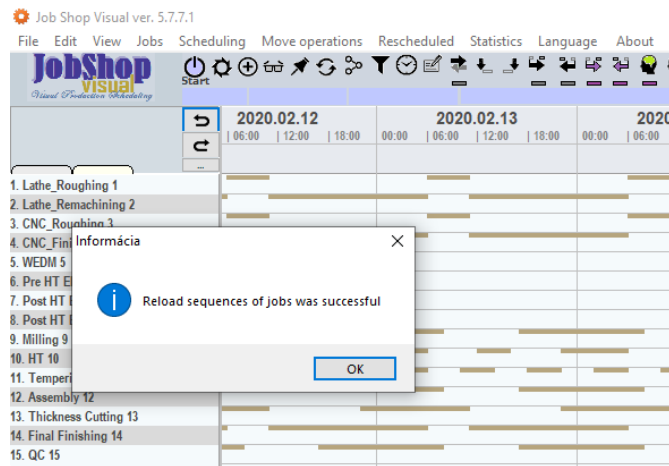 Job Shop Visual ver. 5.7.7.1
File Edit View Jobs Scheduling Move operations Rescheduled Statistics Language About
JobShop
VISUAL
Visual Production Scheduling
Start
2020.02.12 2020.02.13
06:00 12:00 18:00 00:00 06:00 12:00 18:00 00:00 06:00
...
1. Lathe_Roughing 1
2. Lathe_Remachining 2
3. CNC_Roughing 3
4. CNC_Fini
Informácia
5. WEDM 5
6. Pre HT E
7. Post HT
Reload sequences of jobs was successful
8. Post HT
9. Milling 9
10. HT 10
OK
11. Temperi
12. Assembly 12
13. Thickness Cutting 13
14. Final Finishing 14
15. QC 15